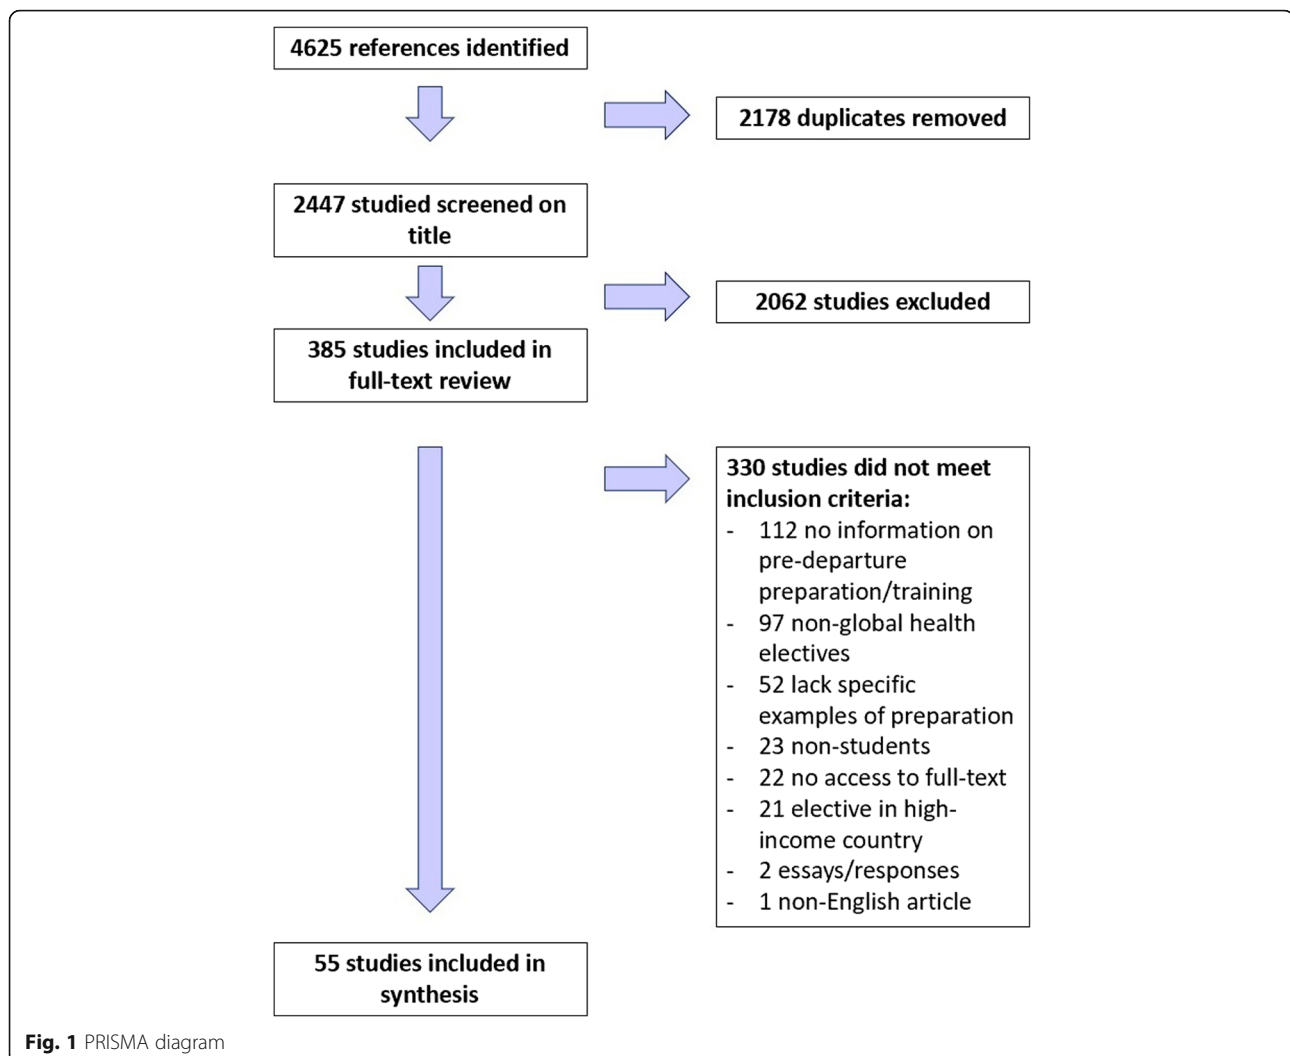 4625 references identified
2178 duplicates removed
2447 studied screened on
title
2062 studies excluded
385 studies included in
full-text review
330 studies did not meet
inclusion criteria:
- 112 no information on
pre-departure
preparation/training
- 97 non-global health
electives
- 52 lack specific
examples of preparation
- 23 non-students
- 22 no access to full-text
- 21 elective in high-
income country
- 2 essays/responses
- 1 non-English article
55 studies included in
synthesis
Fig. 1 PRISMA diagram